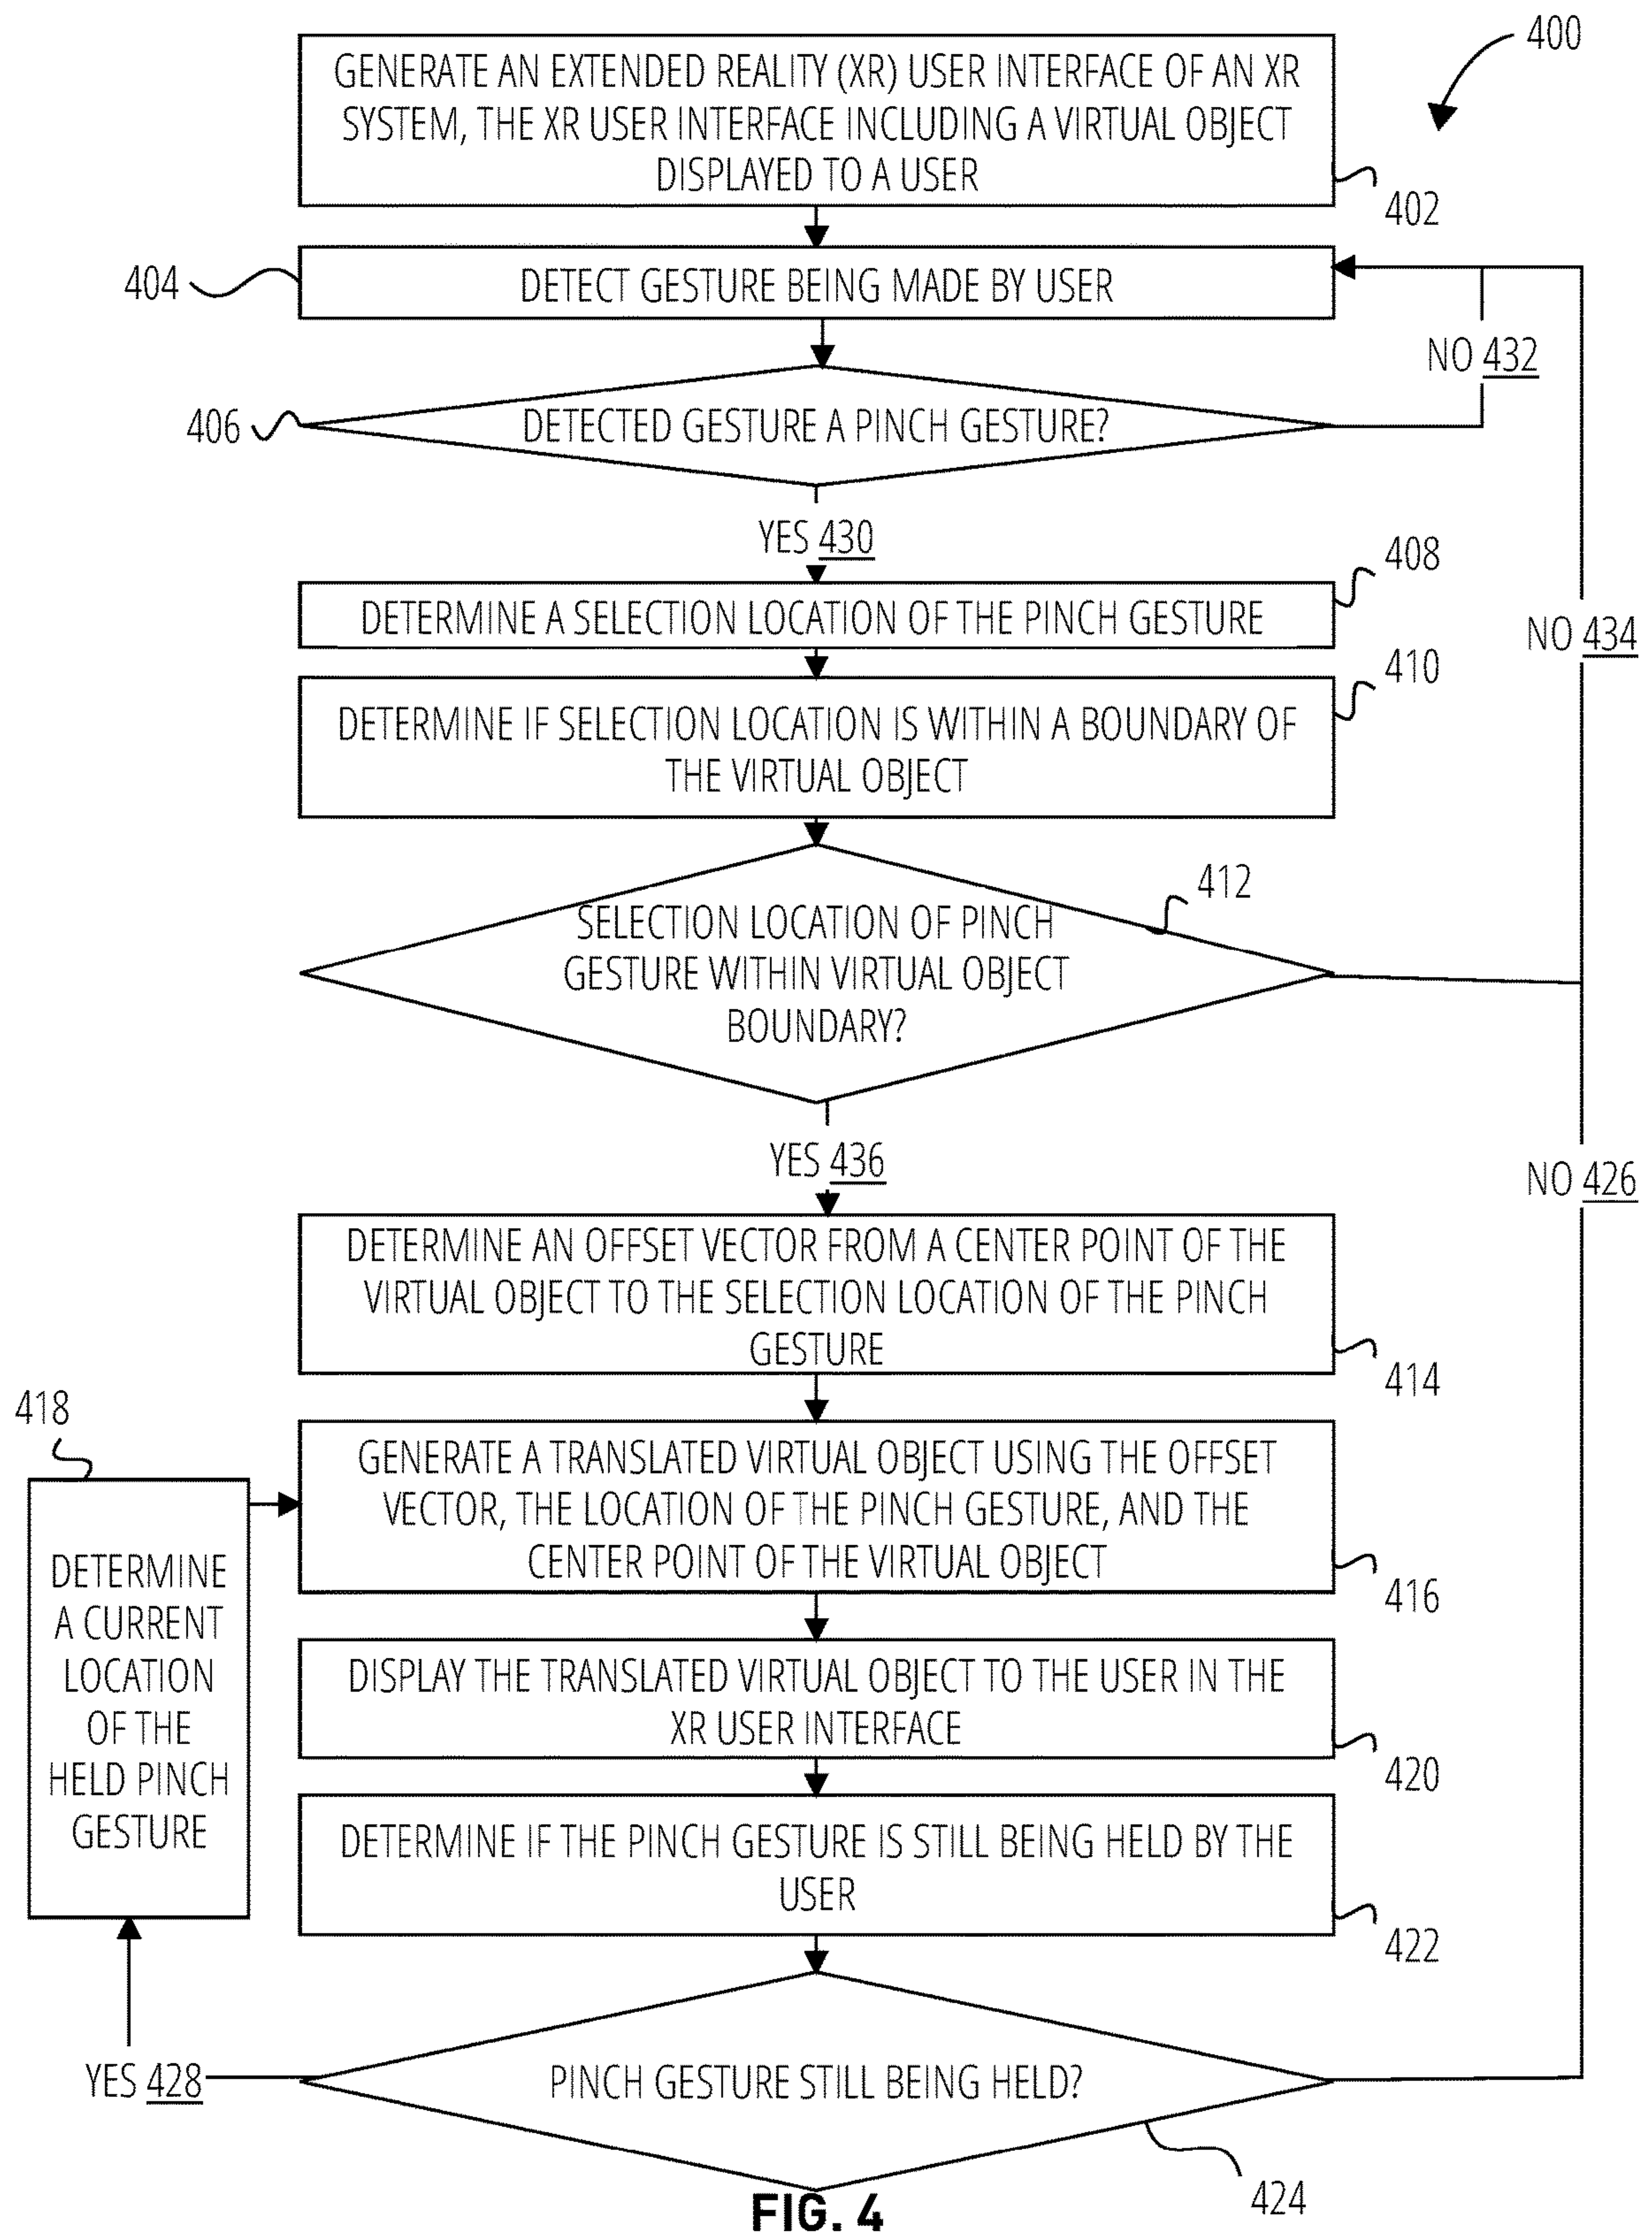 400
GENERATE AN EXTENDED REALITY (XR) USER INTERFACE OF AN XR
SYSTEM, THE XR USER INTERFACE INCLUDING A VIRTUAL OBJECT
DISPLAYED TO A USER
402
404
DETECT GESTURE BEING MADE BY USER
NO 432
406
DETECTED GESTURE A PINCH GESTURE?
YES 430
408
DETERMINE A SELECTION LOCATION OF THE PINCH GESTURE
NO 434
410
DETERMINE IF SELECTION LOCATION IS WITHIN A BOUNDARY OF
THE VIRTUAL OBJECT
412
SELECTION LOCATION OF PINCH
GESTURE WITHIN VIRTUAL OBJECT
BOUNDARY?
YES 436
NO 426
DETERMINE AN OFFSET VECTOR FROM A CENTER POINT OF THE
VIRTUAL OBJECT TO THE SELECTION LOCATION OF THE PINCH
GESTURE
414
418
GENERATE A TRANSLATED VIRTUAL OBJECT USING THE OFFSET
VECTOR, THE LOCATION OF THE PINCH GESTURE, AND THE
CENTER POINT OF THE VIRTUAL OBJECT
416
DETERMINE
A CURRENT
LOCATION
OF THE
HELD PINCH
GESTURE
DISPLAY THE TRANSLATED VIRTUAL OBJECT TO THE USER IN THE
XR USER INTERFACE
420
DETERMINE IF THE PINCH GESTURE IS STILL BEING HELD BY THE
USER
422
YES 428
PINCH GESTURE STILL BEING HELD?
424
FIG. 4